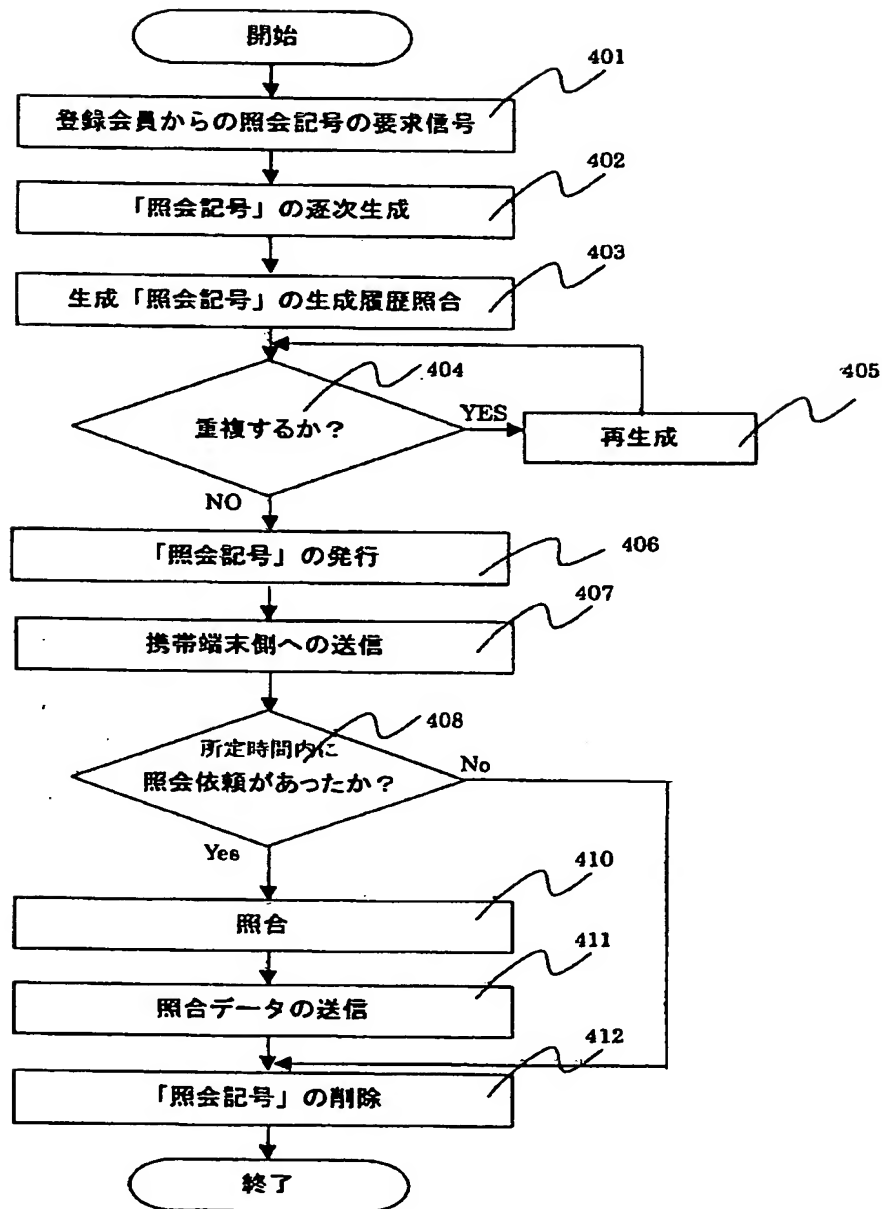 開始
401
登録会員からの照会記号の要求信号
402
「照会記号」の逐次生成
403
生成「照会記号」の生成履歴照合
404
重複するか？
YES
405
再生成
NO
「照会記号」の発行
406
407
携帯端末側への送信
408
所定時間内に
照会依頼があったか？
No
Yes
410
照合
411
照合データの送信
412
「照会記号」の削除
終了